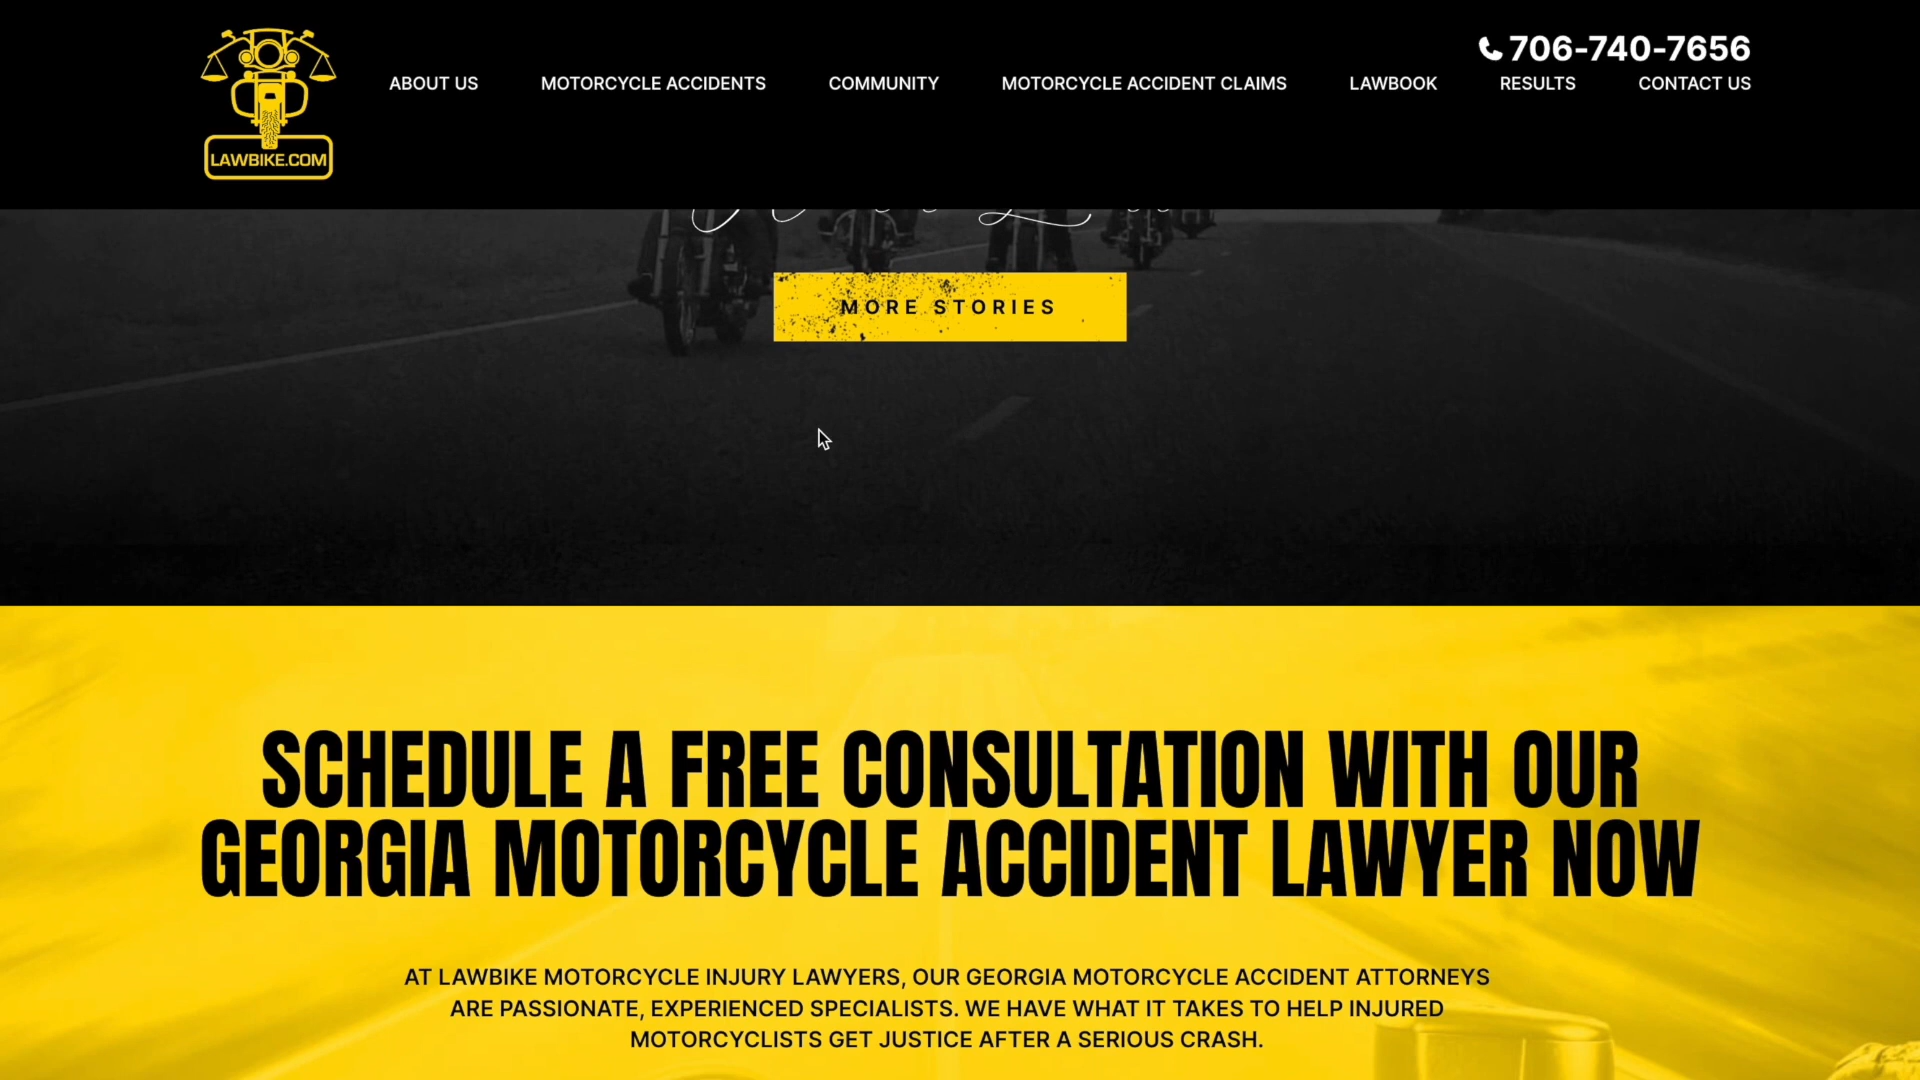 706-740-7656
ABOUT US MOTORCYCLE ACCIDENTS COMMUNITY MOTORCYCLE ACCIDENT CLAIMS LAWBOOK RESULTS CONTACT US
LAWBIKE.COM
MORE STORIES
SCHEDULE A FREE CONSULTATION WITH OUR
GEORGIA MOTORCYCLE ACCIDENT LAWYER NOW
AT LAWBIKE MOTORCYCLE INJURY LAWYERS, OUR GEORGIA MOTORCYCLE ACCIDENT ATTORNEYS
ARE PASSIONATE, EXPERIENCED SPECIALISTS. WE HAVE WHAT IT TAKES TO HELP INJURED
MOTORCYCLISTS GET JUSTICE AFTER A SERIOUS CRASH.